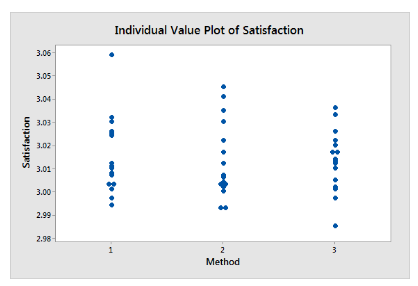 Individual Value Plot of Satisfaction
3.06
3.05
3.04
3.03
3.02
3.01
3.00
2.99
2.98
Satisfaction
1 2 3
Method